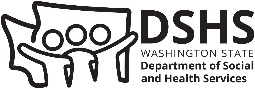 DSHS
WASHINGTON STATE
Department of Social
and Health Services